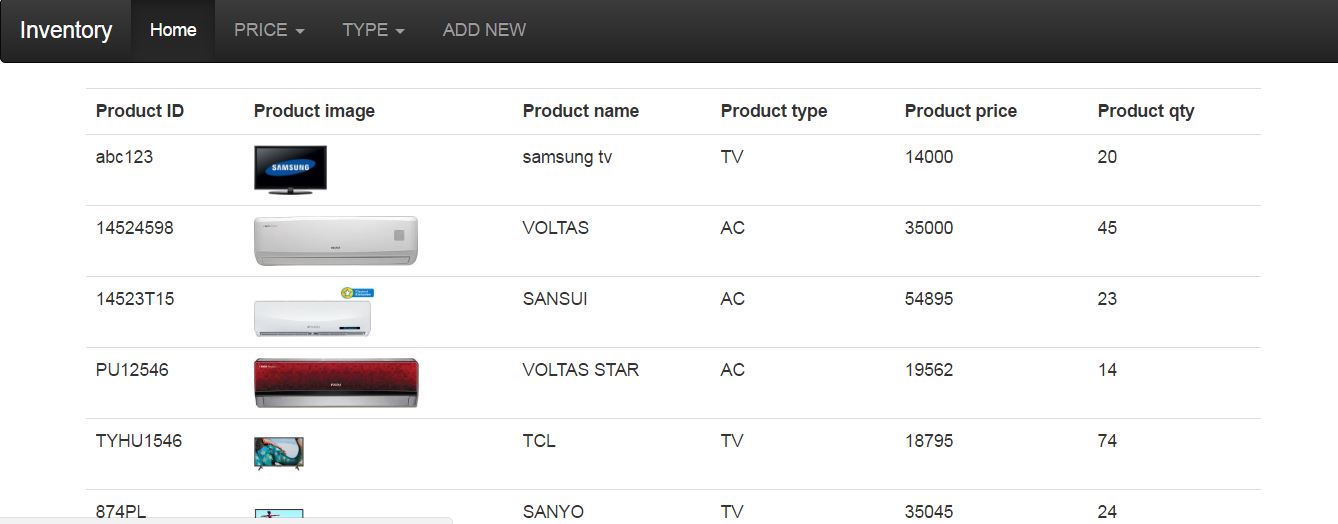 Inventory Home PRICE TYPE ADD NEW
Product ID Product image Product name Product type Product price Product qty
abc123 SAMSUNG samsung tv TV 14000 20
14524598 VOLTAS AC 35000 45
14523T15 SANSUI AC 54895 23
PU12546 VOLTAS STAR AC 19562 14
TYHU1546 TCL TV 18795 74
874PL SANYO TV 35045 24